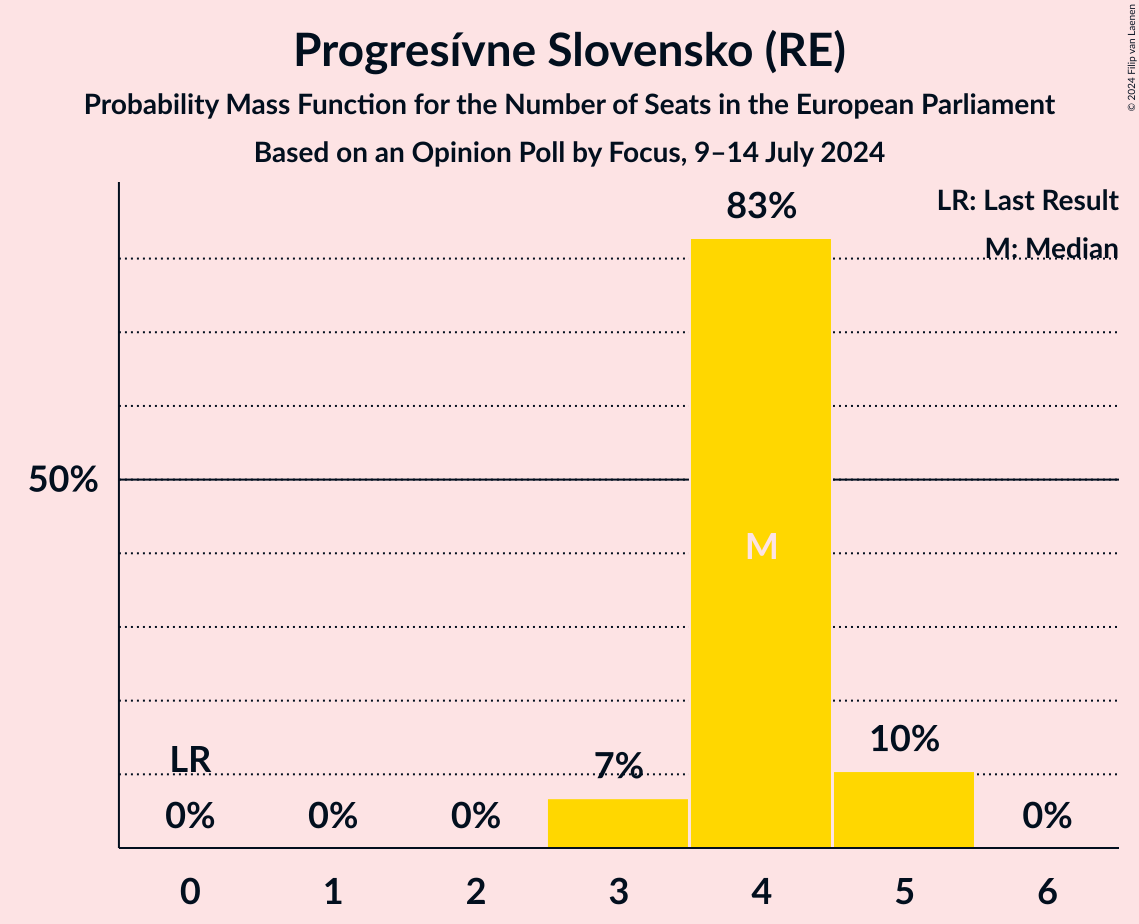 Progresívne Slovensko (RE)
Probability Mass Function for the Number of Seats in the European Parliament
Based on an Opinion Poll by Focus, 9–14 July 2024
© 2024 Filip van Laenen
LR: Last Result
M: Median
83%
50%
M
LR
0%
0%
0%
7%
10%
0%
0
1
2
3
4
5
6